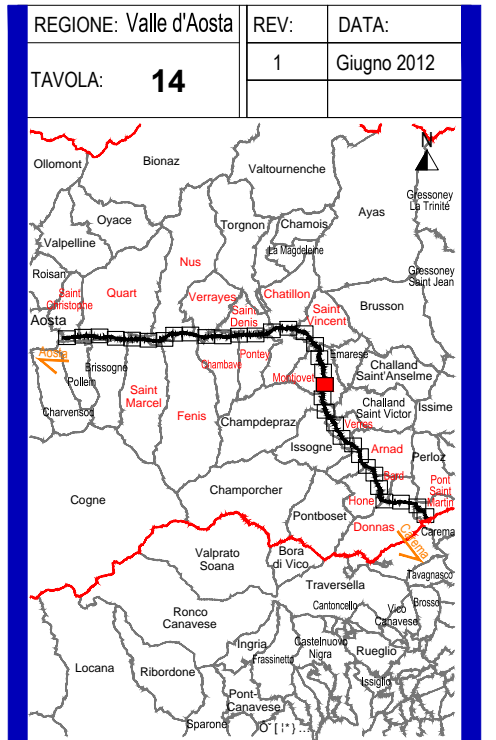 REGIONE: Valle d'Aosta
REV:
DATA:
TAVOLA: 14
1
Giugno 2012
N
Ollomont
Bionaz
Valtournenche
Gressoney
La Trinité
Ayas
Oyace
Torgnon
Chamois
Valpelline
La Magdeleine
Roisan
Nus
Gressoney
Saint Jean
Saint
Christophe
Quart
Verrayes
Chatillon
Saint
Denis
Saint
Vincent
Brusson
Aosta
Aosta
Brissogne
Chambave
Pontey
Emarese
Challand
Saint'Anselme
Pollein
Saint
Marcel
Montjovet
Charvensod
Fenis
Champdepraz
Challand
Saint Victor
Issime
Verres
Issogne
Arnad
Perloz
Cogne
Champorcher
Bard
Pont
Saint
Martin
Hone
Pontboset
Donnas
Carema
Carema
Valprato
Soana
Bora
di Vico
Traversella
Tavagnasco
Ronco
Canavese
Cantoncello
Vico
Canavese
Brosso
Ingria
Castelnuovo
Nigra
Rueglio
Frassinetto
Locana
Ribordone
Issiglio
Pont-
Canavese
Sparone